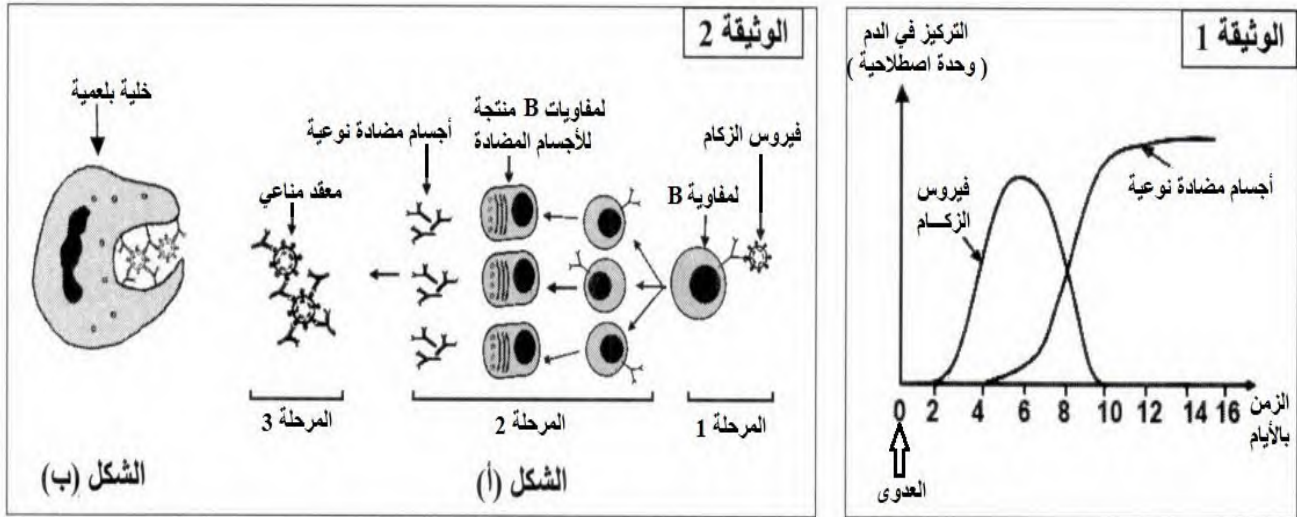 الوثيقة 1
التركيز في الدم
( وحدة اصطلاحية )
فيروس
الزكـــام
أجسام مضادة نوعية
0 2 4 6 8 10 12 14 16
الزمن
بالأيام
العدوى
الوثيقة 2
فيروس الزكام
لمفاوية B
لمفاويات B منتجة
للأجسام المضادة
أجسام مضادة نوعية
معقد مناعي
خلية بلعمية
المرحلة 1
المرحلة 2
المرحلة 3
الشكل (أ)
الشكل (ب)